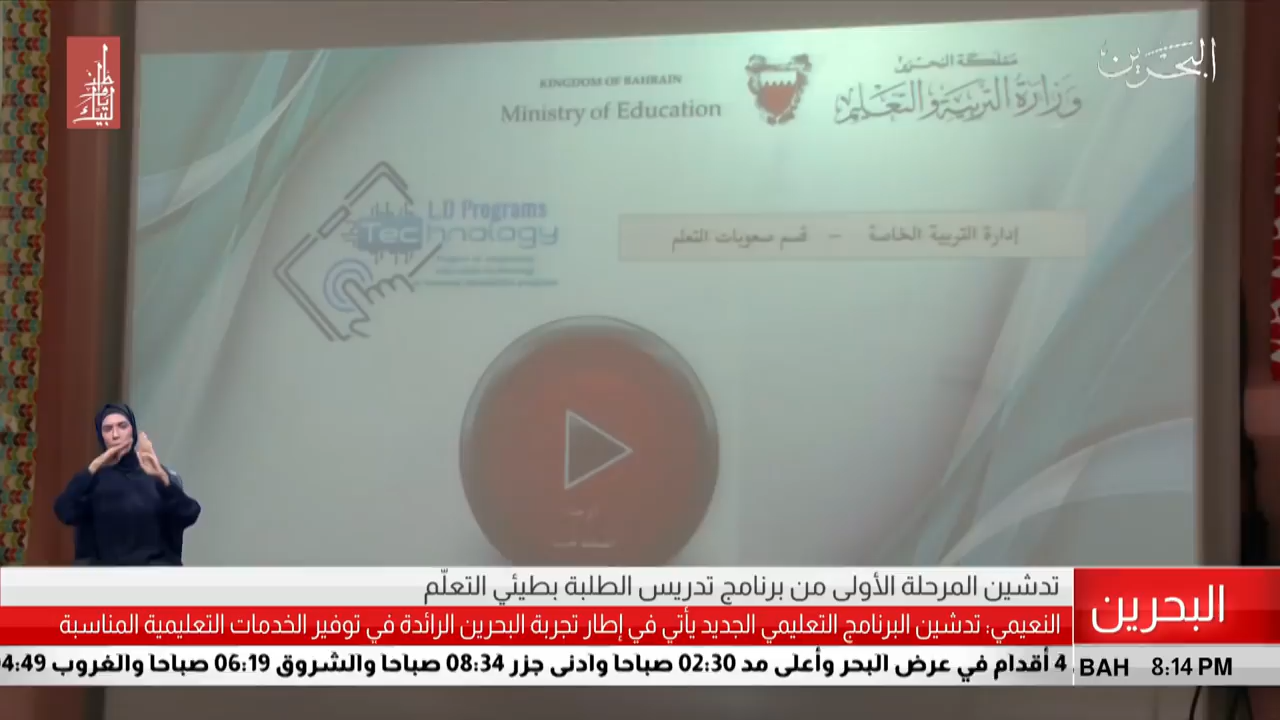 البحرين
KINGDOM OF BAHRAIN
Ministry of Education
مملكة البحرين
وزارة التربية والتعليم
LD Programs
Technology
إدارة التربية الخاصة – قسم صعوبات التعلم
البحرين
تدشين المرحلة الأولى من برنامج تدريس الطلبة بطيئي التعلّم
النعيمي: تدشين البرنامج التعليمي الجديد يأتي في إطار تجربة البحرين الرائدة في توفير الخدمات التعليمية المناسبة
BAH 8:14 PM
4 أقدام في عرض البحر وأعلى مد 02:30 صباحا وادنى جزر 08:34 صباحا والشروق 06:19 صباحا والغروب 04:49